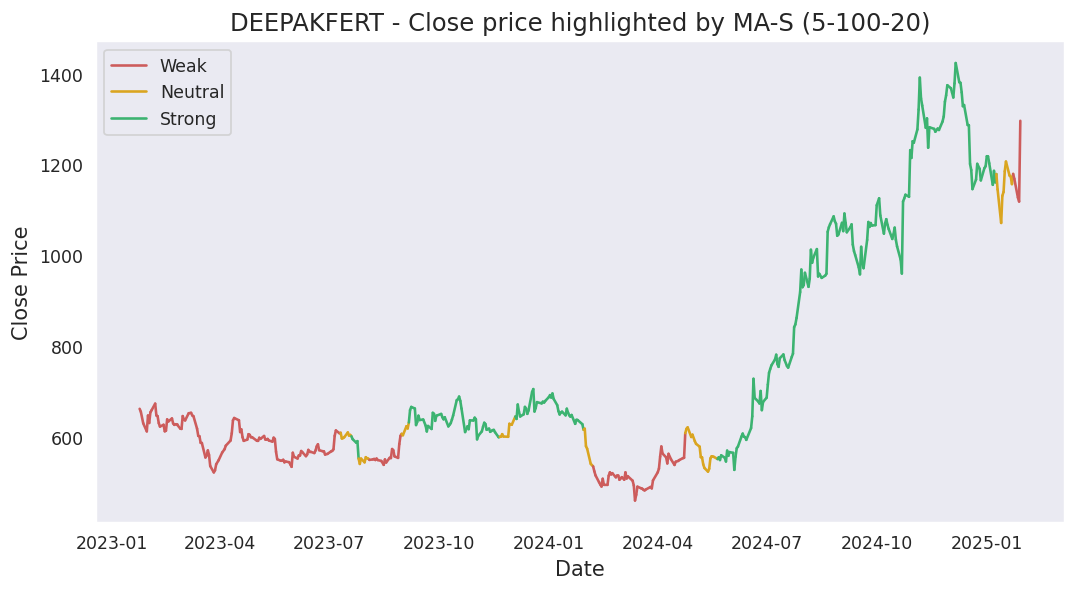 DEEPAKFERT - Close price highlighted by MA-S (5-100-20)
Weak
Neutral
Strong
1400
1200
1000
800
600
Close Price
2023-01 2023-04 2023-07 2023-10 2024-01 2024-04 2024-07 2024-10 2025-01
Date